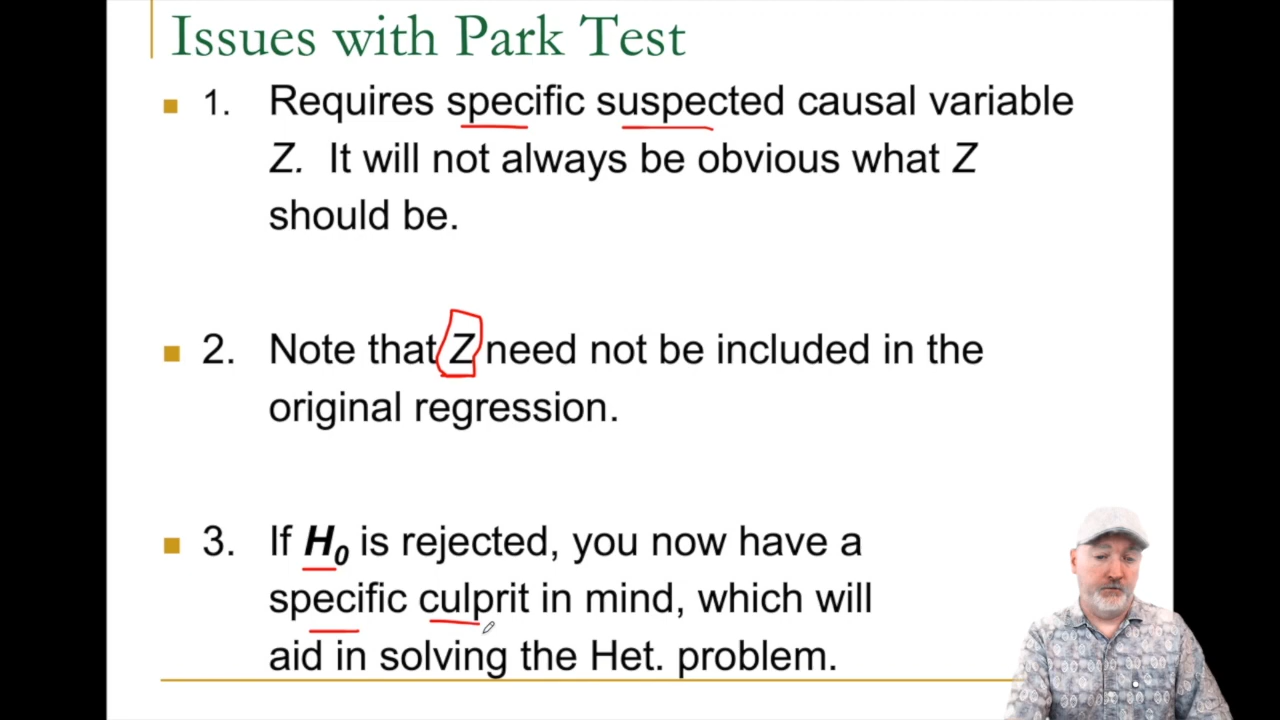 Issues with Park Test
1. Requires specific suspected causal variable
Z. It will not always be obvious what Z
should be.
2. Note that Z need not be included in the
original regression.
3. If H₀ is rejected, you now have a
specific culprit in mind, which will
aid in solving the Het. problem.